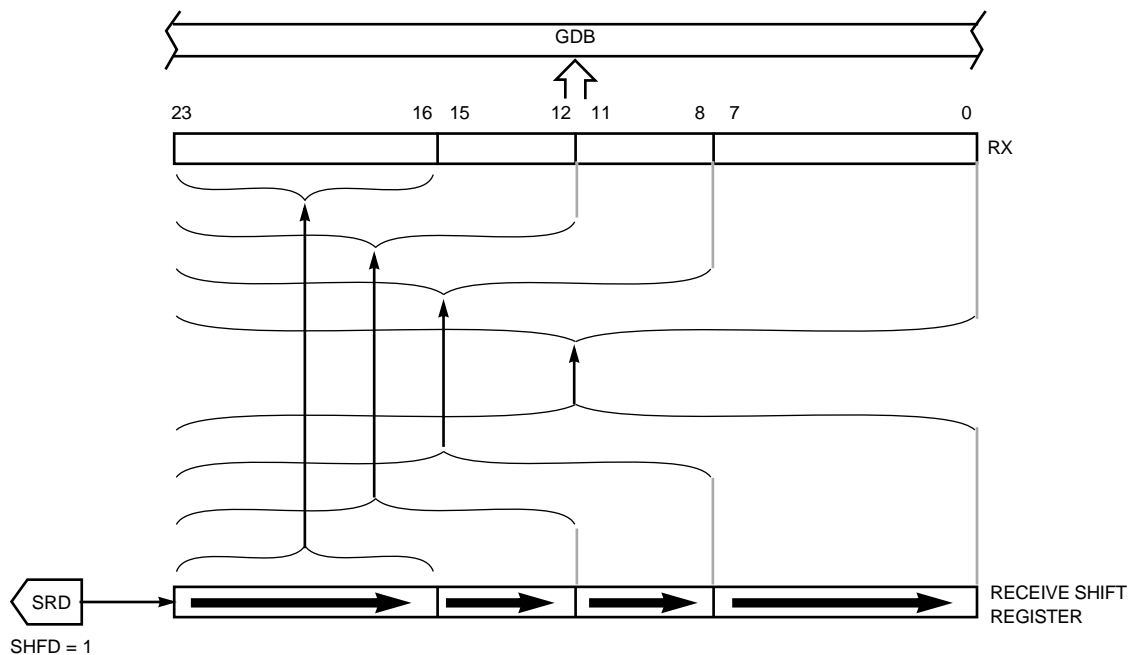 GDB
23 16 15 12 11 8 7 0
RX
SRD
RECEIVE SHIFT
REGISTER
SHFD = 1